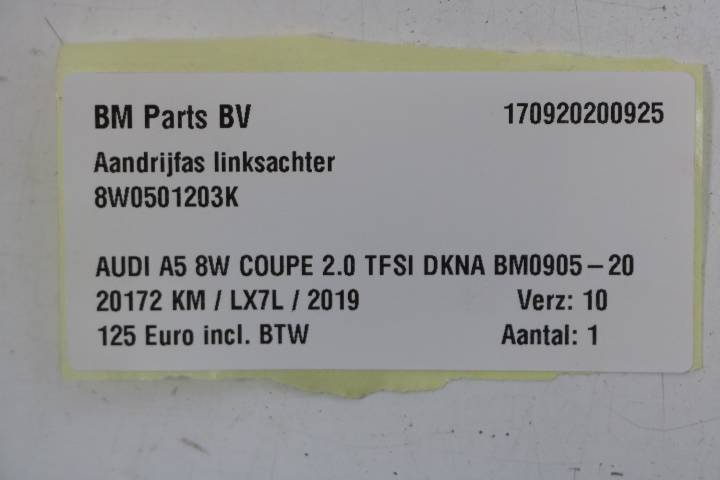 BM Parts BV 170920200925
Aandrijfas linksachter
8W0501203K
AUDI A5 8W COUPE 2.0 TFSI DKNA BM0905-20
20172 KM / LX7L / 2019 Verz: 10
125 Euro incl. BTW Aantal: 1